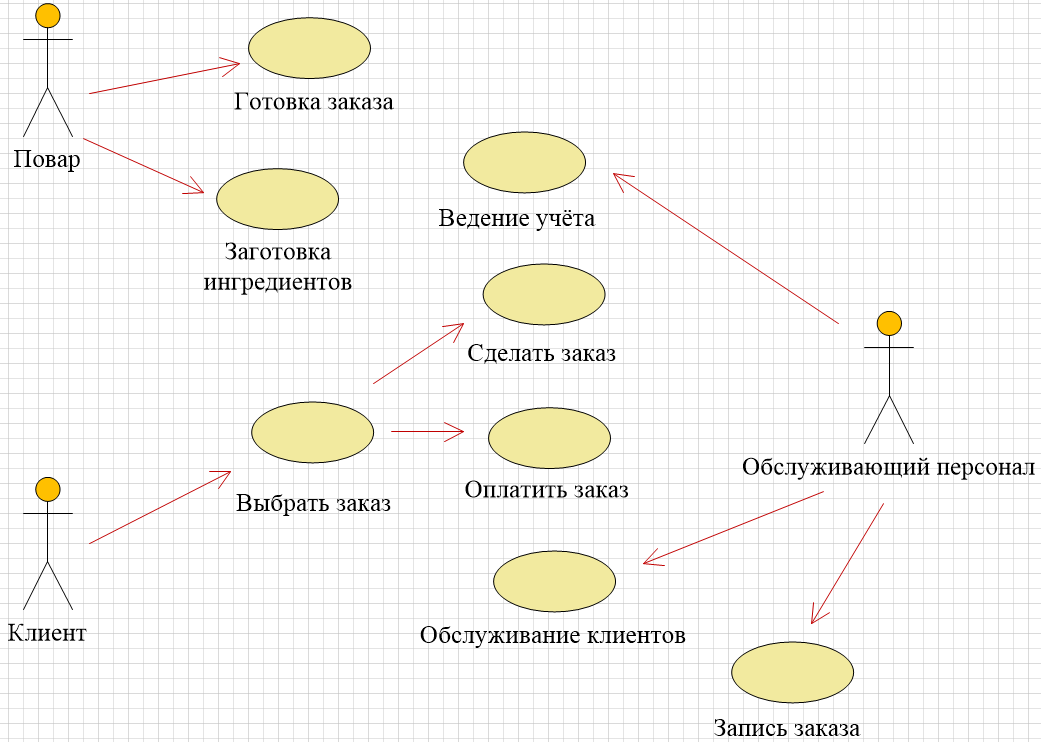 Готовка заказа
Повар
Ведение учёта
Заготовка
ингредиентов
Сделать заказ
Обслуживающий персонал
Оплатить заказ
Выбрать заказ
Клиент
Обслуживание клиентов
Запись заказа